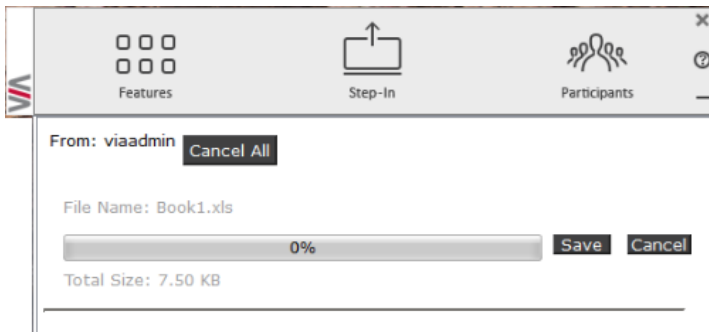 Features Step-In Participants
From: viaadmin Cancel All
File Name: Book1.xls
0% Save Cancel
Total Size: 7.50 KB
VIA